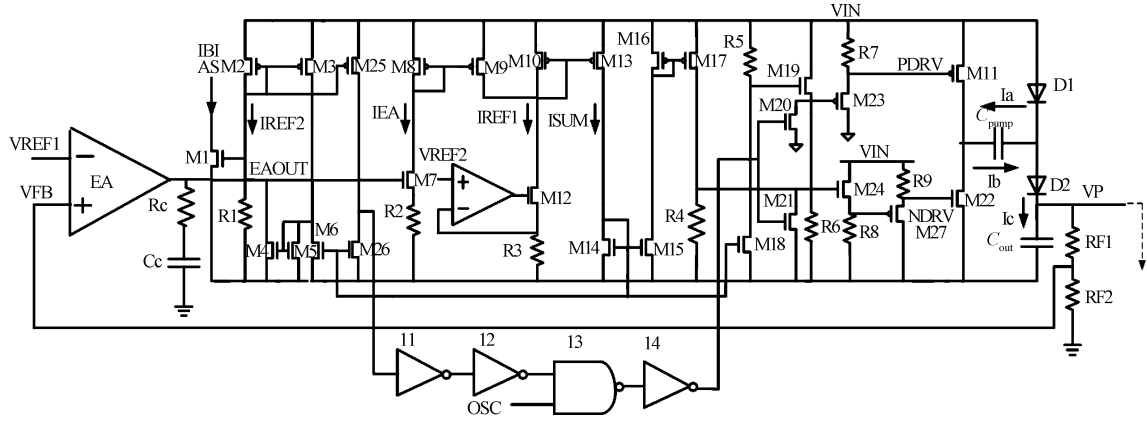 VIN
IBI
AS
M2
M3
M25
M8
M9
M10
M13
M16
M17
R5
M19
R7
PDRV
M11
D1
Ia
Cpump
IREF2
IEA
IREF1
ISUM
M20
M23
VREF1
VFB
EA
M1
EAOUT
M7
VREF2
M12
VIN
M24
R9
Ib
D2
VP
Rc
R1
M4
M5
M6
M26
R2
R3
M14
M15
R4
M18
M21
R6
R8
NDRV
M27
M22
Ic
Cout
RF1
RF2
Cc
11
12
13
14
OSC